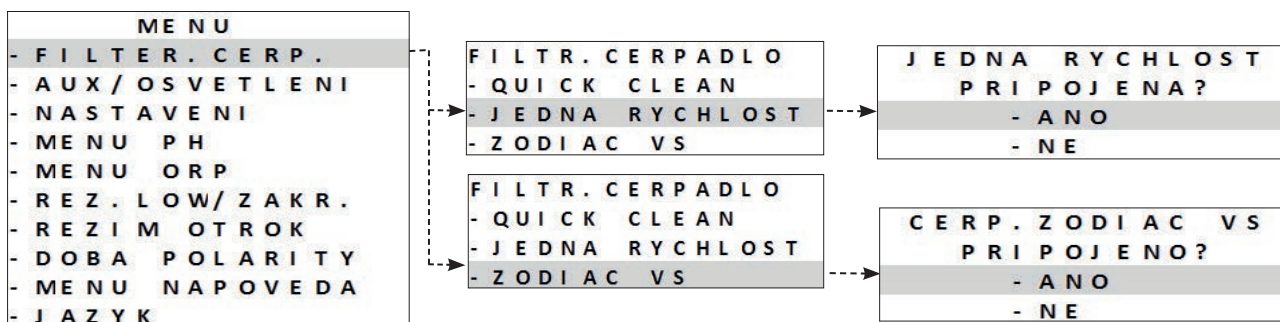 MENU
- FILTER.CERP.
- AUX/OSVETLENI
- NASTAVENI
- MENU PH
- MENU ORP
- REZ.LOW/ZAKR.
- REZIM OTROK
- DOBA POLARITY
- MENU NAPOVEDA
- JAZYK
FILTR.CERPADLO
- QUICK CLEAN
- JEDNA RYCHLOST
- ZODIAC VS
JEDNA RYCHLOST
PRIPOJENA?
- ANO
- NE
FILTR.CERPADLO
- QUICK CLEAN
- JEDNA RYCHLOST
- ZODIAC VS
CERP.ZODIAC VS
PRIPOJENO?
- ANO
- NE